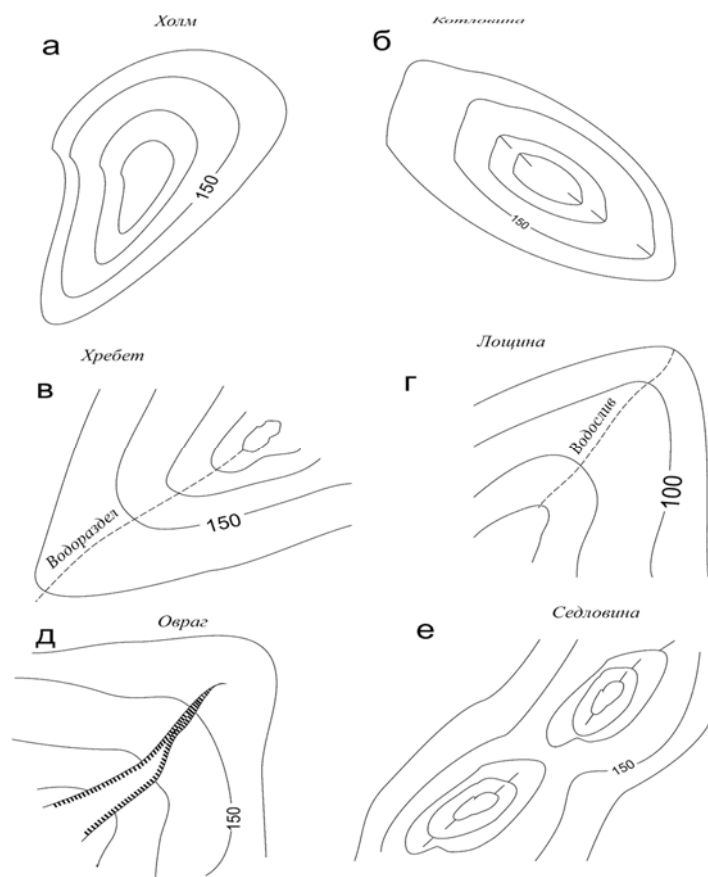 Холм
Котловина
а
б
150
150
Хребет
Лощина
в
г
Водораздел
150
Водослив
100
Овраг
Седловина
д
е
150
150